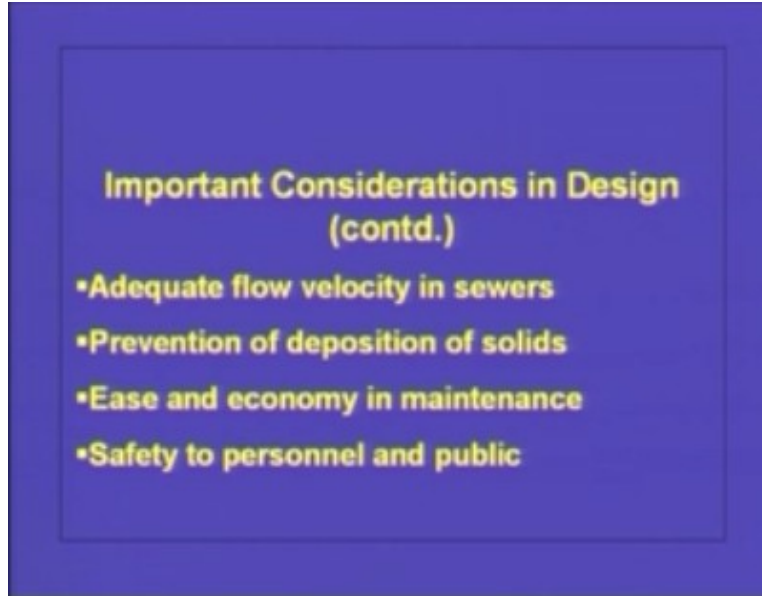 Important Considerations in Design
(contd.)
▪Adequate flow velocity in sewers
▪Prevention of deposition of solids
▪Ease and economy in maintenance
▪Safety to personnel and public